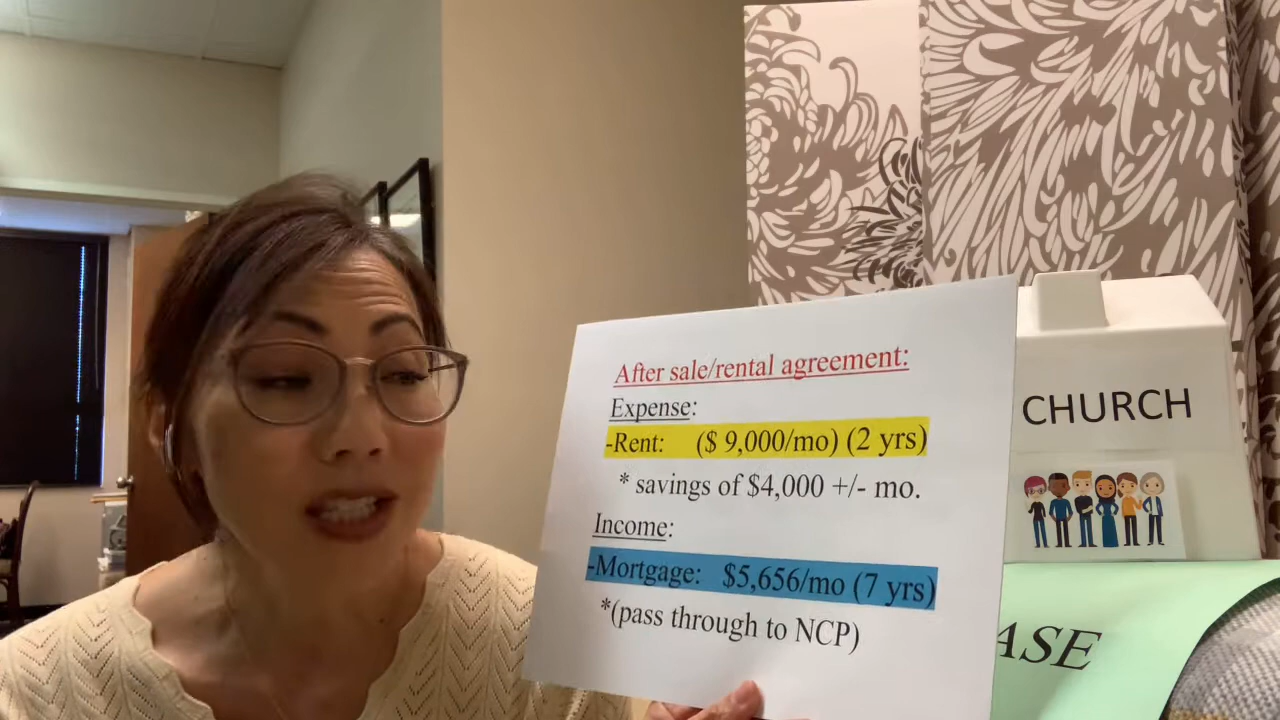 After sale/rental agreement:
Expense:
-Rent: ($ 9,000/mo) (2 yrs)
* savings of $4,000 +/- mo.
Income:
-Mortgage: $5,656/mo (7 yrs)
*(pass through to NCP)
CHURCH
ASE